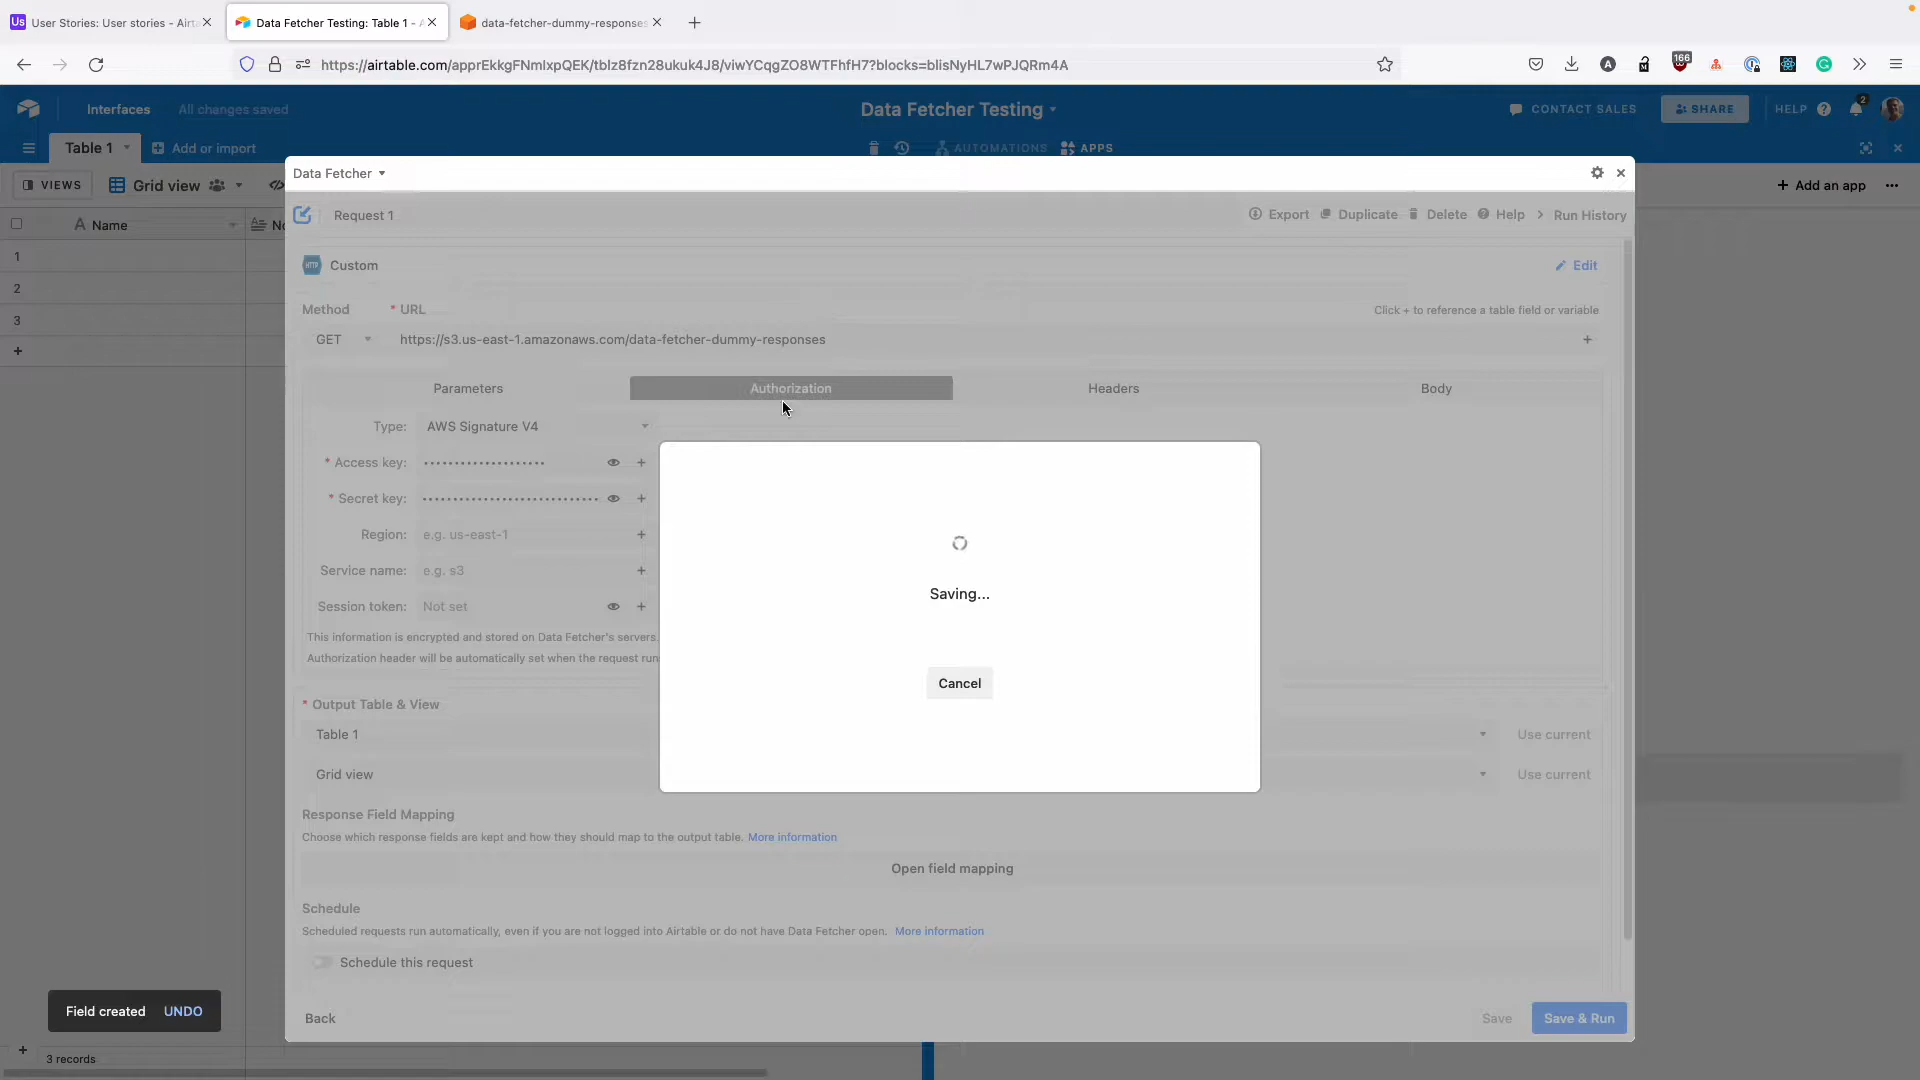 Us User Stories: User stories - Airta
Data Fetcher Testing: Table 1 - A
data-fetcher-dummy-responses
https://airtable.com/apprEkkgFNmlxpQEK/tblz8fzn28ukuk4J8/viwYCqgZO8WTFhfH7?blocks=blisNyHL7wPJQRm4A
166
Interfaces
All changes saved
Data Fetcher Testing
CONTACT SALES
SHARE
HELP
2
Table 1
Add or import
AUTOMATIONS
APPS
VIEWS
Grid view
Add an app
Data Fetcher
Name
No
1
2
3
Request 1
Export
Duplicate
Delete
Help
Run History
HTTP
Custom
Edit
Method
* URL
Click + to reference a table field or variable
GET
https://s3.us-east-1.amazonaws.com/data-fetcher-dummy-responses
Parameters
Authorization
Headers
Body
Type: AWS Signature V4
* Access key: ••••••••••••••••••••
* Secret key: •••••••••••••••••••••••••••••
Region: e.g. us-east-1
Service name: e.g. s3
Session token: Not set
This information is encrypted and stored on Data Fetcher's servers.
Authorization header will be automatically set when the request run
Saving...
Cancel
* Output Table & View
Table 1
Use current
Grid view
Use current
Response Field Mapping
Choose which response fields are kept and how they should map to the output table. More information
Open field mapping
Schedule
Scheduled requests run automatically, even if you are not logged into Airtable or do not have Data Fetcher open. More information
Schedule this request
Field created UNDO
Back
Save
Save & Run
3 records